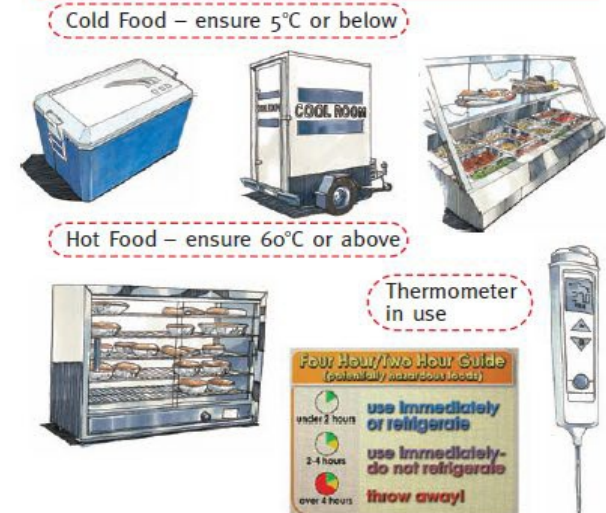 Cold Food – ensure 5°C or below
COOL ROOM
Hot Food – ensure 60°C or above
Thermometer
in use
Four Hour/Two Hour Guide
(potentially hazardous foods)
under 2 hours
use immediately
or refrigerate
2-4 hours
use immediately-
do not refrigerate
over 4 hours
throw away!